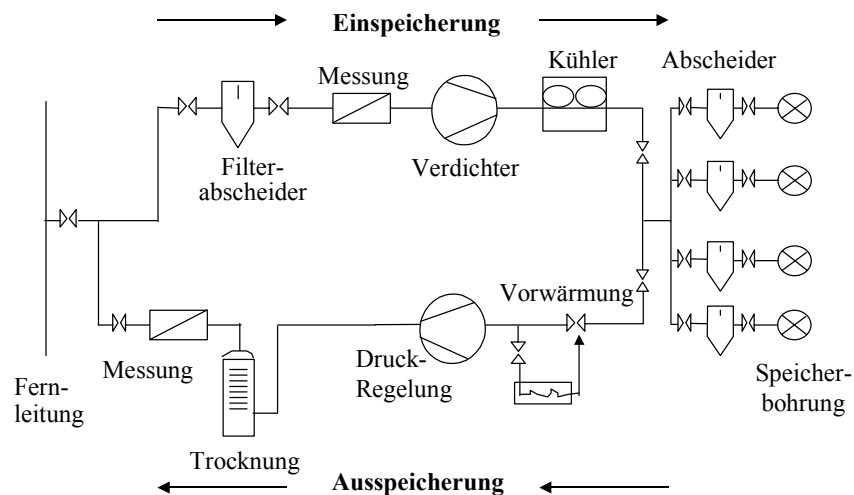 Einspeicherung
Kühler
Abscheider
Messung
Filter-
abscheider
Verdichter
Vorwärmung
Messung
Druck-
Regelung
Fern-
leitung
Speicher-
bohrung
Trocknung
Ausspeicherung